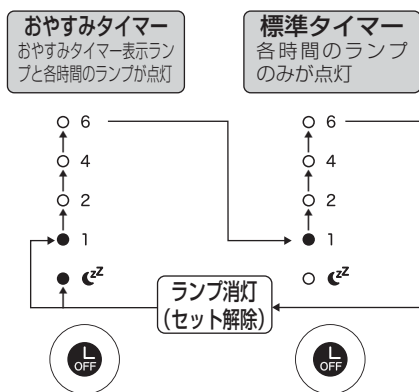 おやすみタイマー
おやすみタイマー表示ラン
プと各時間のランプが点灯
標準タイマー
各時間のランプ
のみが点灯
6
4
2
1
zZ
6
4
2
1
zZ
ランプ消灯
(セット解除)
OFF
OFF